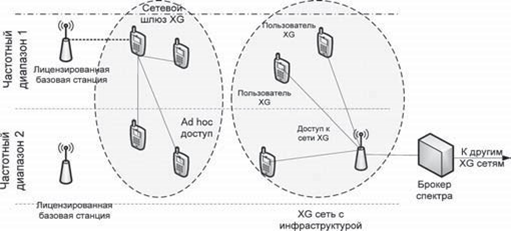 Сетевой
шлюз XG
Пользователь
XG
Частотный
диапазон 1
Лицензированная
базовая станция
Пользователь
XG
Ad hoc
доступ
Доступ к
сети XG
Частотный
диапазон 2
К другим
XG сетям
Брокер
спектра
Лицензированная
базовая станция
XG сеть с
инфраструктурой